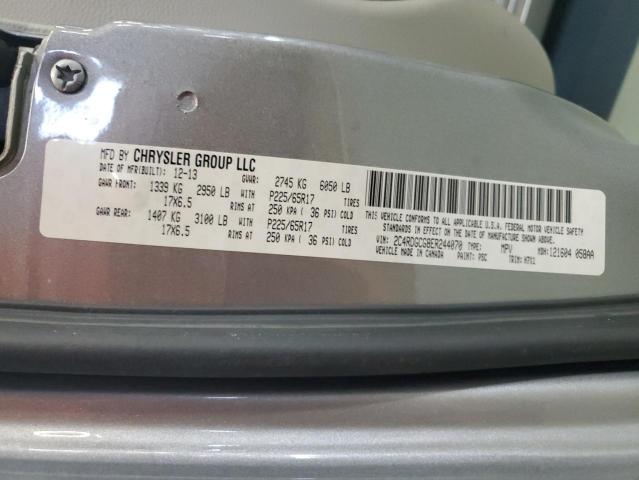 MFD BY CHRYSLER GROUP LLC
DATE OF MFR(BUILT): 12-13 GVWR: 2745 KG 6050 LB
GAWR FRONT: 1339 KG 2950 LB WITH P225/65R17 TIRES
17X6.5 RIMS AT 250 KPA ( 36 PSI) COLD
GAWR REAR: 1407 KG 3100 LB WITH P225/65R17 TIRES
17X6.5 RIMS AT 250 KPA ( 36 PSI) COLD
THIS VEHICLE CONFORMS TO ALL APPLICABLE U.S.A. FEDERAL MOTOR VEHICLE SAFETY
STANDARDS IN EFFECT ON THE DATE OF MANUFACTURE SHOWN ABOVE.
VIN: 2C4RDGCG8ER244070 TYPE: MPV MDH:121604 058AA
VEHICLE MADE IN CANADA PAINT: PSC TRIM: